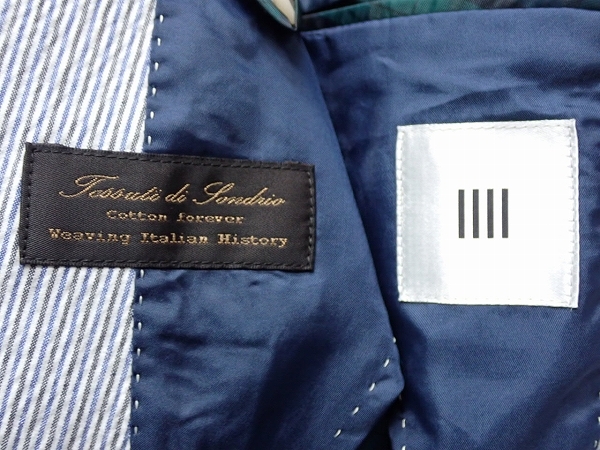 Tessuti di Sondrio
Cotton forever
Weaving Italian History